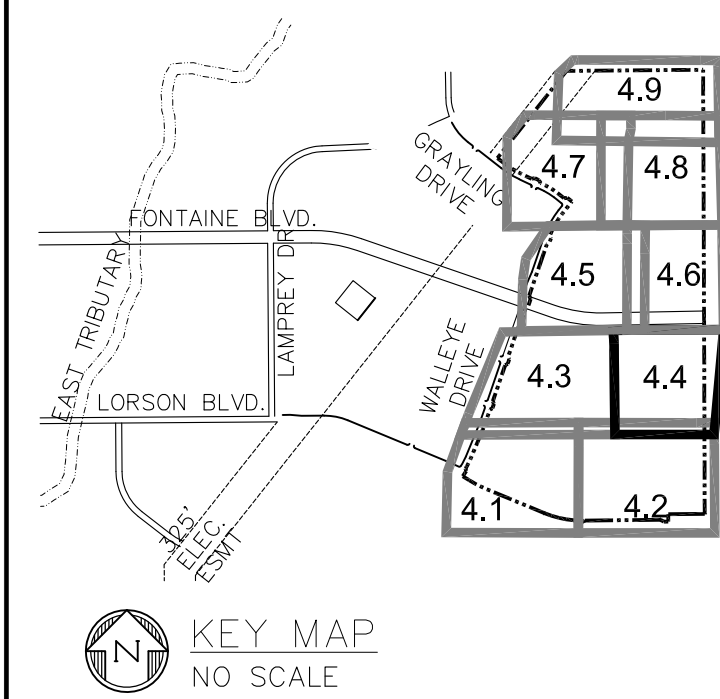 4.9
GRAYLING
DRIVE
4.7
4.8
FONTAINE BLVD.
EAST TRIBUTARY
LAMPREY DR
4.5
4.6
WALLEYE
DRIVE
4.3
4.4
LORSON BLVD.
4.1
4.2
325'
ELEC.
ESMT
N
KEY MAP
NO SCALE